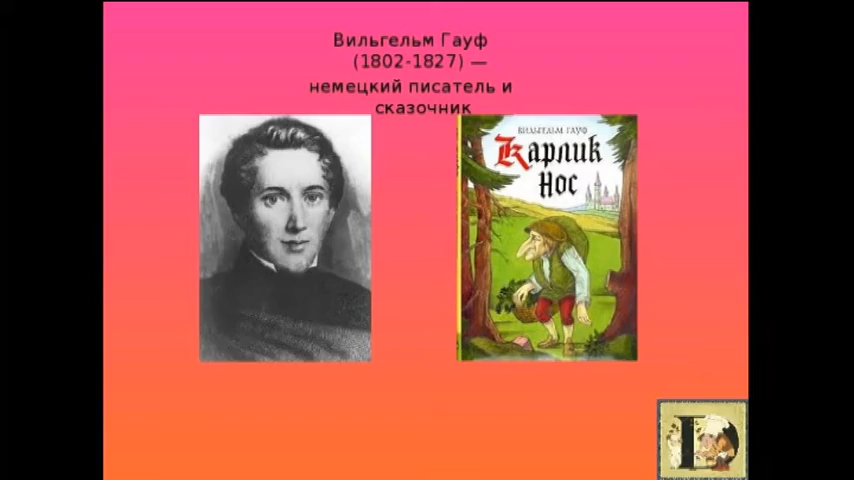 Вильгельм Гауф
(1802-1827) —
немецкий писатель и
сказочник
ВИЛЬГЕЛЬМ ГАУФ
Карлик
Нос